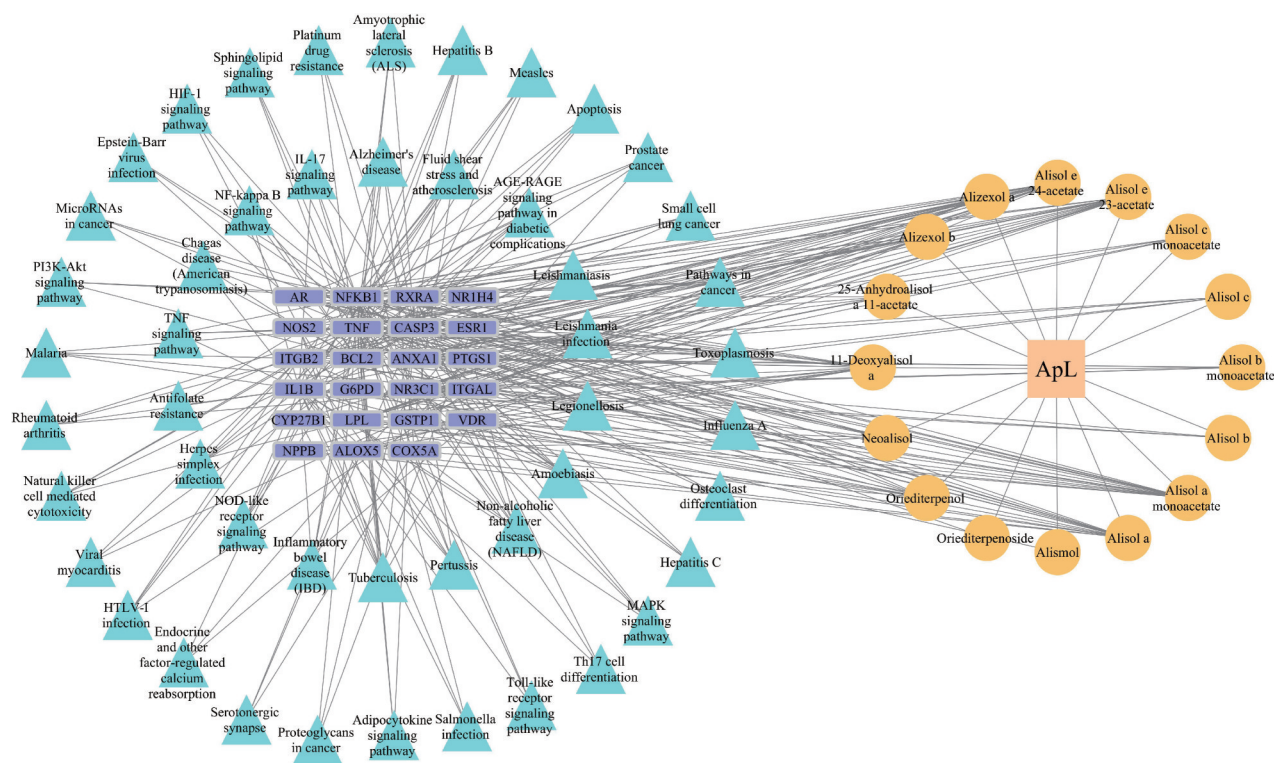 Amyotrophic
lateral
sclerosis
(ALS)
Platinum
drug
resistance
Hepatitis B
Sphingolipid
signaling
pathway
Measles
HIF-1
signaling
pathway
Apoptosis
Epstein-Barr
virus
infection
IL-17
signaling
pathway
Alzheimer's
disease
Fluid shear
stress and
atherosclerosis
Prostate
cancer
MicroRNAs
in cancer
NF-kappa B
signaling
pathway
AGE-RAGE
signaling
pathway in
diabetic
complications
Small cell
lung cancer
PI3K-Akt
signaling
pathway
Chagas
disease
(American
trypanosomiasis)
Leishmaniasis
Pathways in
cancer
TNF
signaling
pathway
Leishmania
infection
Toxoplasmosis
Malaria
Antifolate
resistance
Legionellosis
Influenza A
Rheumatoid
arthritis
Herpes
simplex
infection
Amoebiasis
Osteoclast
differentiation
Natural killer
cell mediated
cytotoxicity
NOD-like
receptor
signaling
pathway
Inflammatory
bowel
disease
(IBD)
Tuberculosis
Pertussis
Non-alcoholic
fatty liver
disease
(NAFLD)
Hepatitis C
Viral
myocarditis
HTLV-I
infection
MAPK
signaling
pathway
Endocrine
and other
factor-regulated
calcium
reabsorption
Th17 cell
differentiation
Serotonergic
synapse
Proteoglycans
in cancer
Adipocytokine
signaling
pathway
Salmonella
infection
Toll-like
receptor
signaling
pathway
AR NFKB1 RXRA NR1H4
NOS2 TNF CASP3 ESR1
ITGB2 BCL2 ANXA1 PTGS1
IL1B G6PD NR3C1 ITGAL
CYP27B1 LPL GSTP1 VDR
NPPB ALOX5 COX5A
Alizexol a
Alisol e
24-acetate
Alisol e
23-acetate
Alizexol b
Alisol c
monoacetate
25-Anhydroalisol
a 11-acetate
Alisol c
11-Deoxyalisol
a
ApL
Alisol b
monoacetate
Neoalisol
Alisol b
Oriediterpenol
Alisol a
monoacetate
Oriediterpenoside
Alismol
Alisol a